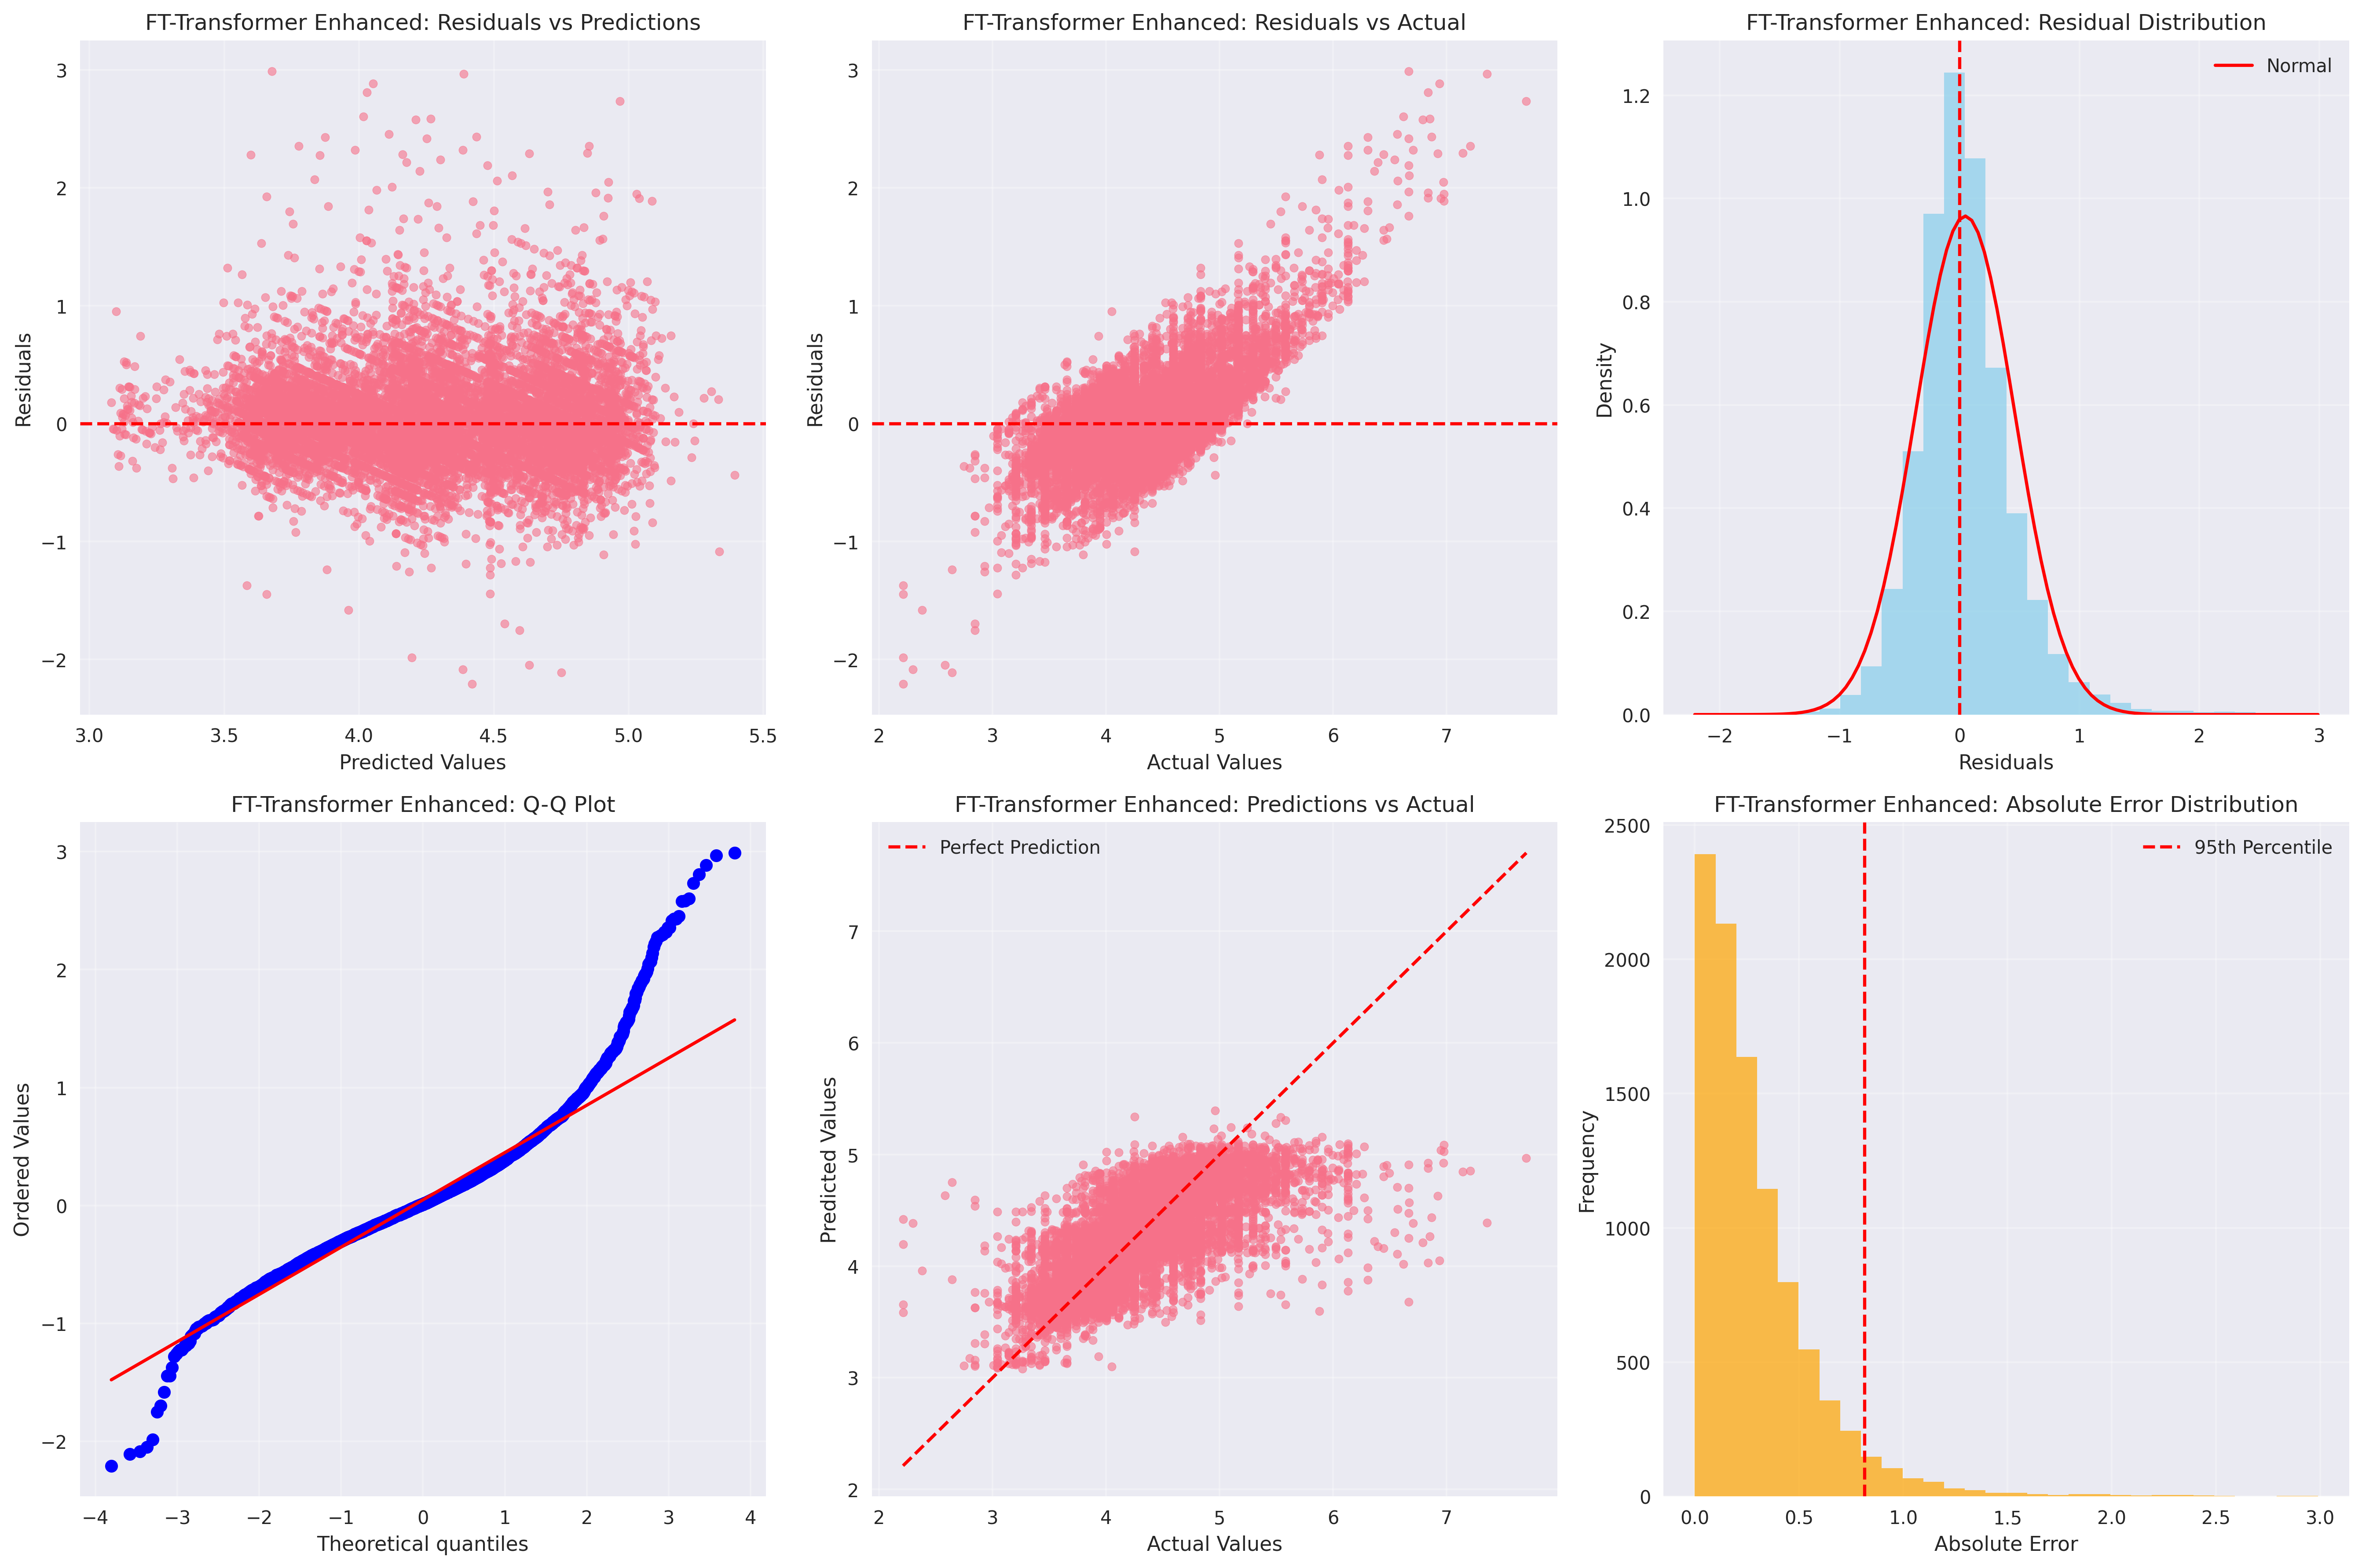 FT-Transformer Enhanced: Residuals vs Predictions
3
2
1
0
−1
−2
Residuals
3.0 3.5 4.0 4.5 5.0 5.5
Predicted Values
FT-Transformer Enhanced: Residuals vs Actual
3
2
1
0
−1
−2
Residuals
2 3 4 5 6 7
Actual Values
FT-Transformer Enhanced: Residual Distribution
Normal
1.2
1.0
0.8
0.6
0.4
0.2
0.0
Density
−2 −1 0 1 2 3
Residuals
FT-Transformer Enhanced: Q-Q Plot
3
2
1
0
−1
−2
Ordered Values
−4 −3 −2 −1 0 1 2 3 4
Theoretical quantiles
FT-Transformer Enhanced: Predictions vs Actual
Perfect Prediction
7
6
5
4
3
2
Predicted Values
2 3 4 5 6 7
Actual Values
FT-Transformer Enhanced: Absolute Error Distribution
95th Percentile
2500
2000
1500
1000
500
0
Frequency
0.0 0.5 1.0 1.5 2.0 2.5 3.0
Absolute Error